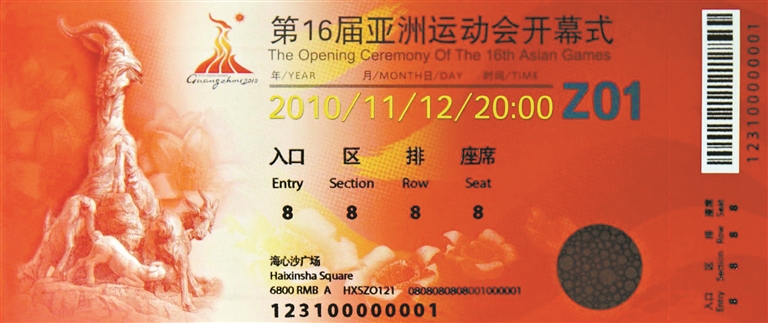 Guangzhou 2010
第16届亚洲运动会开幕式
The Opening Ceremony Of The 16th Asian Games
年/YEAR 月/MONTH 日/DAY 时间/TIME
2010/11/12/20:00 Z01
入口 区 排 座席
Entry Section Row Seat
8 8 8 8
海心沙广场
Haixinsha Square
6800 RMB A HXSZO121 0808080808001000001
123100000001
123100000001
入口 区 排 座席
Entry Section Row Seat
8 8 8 8